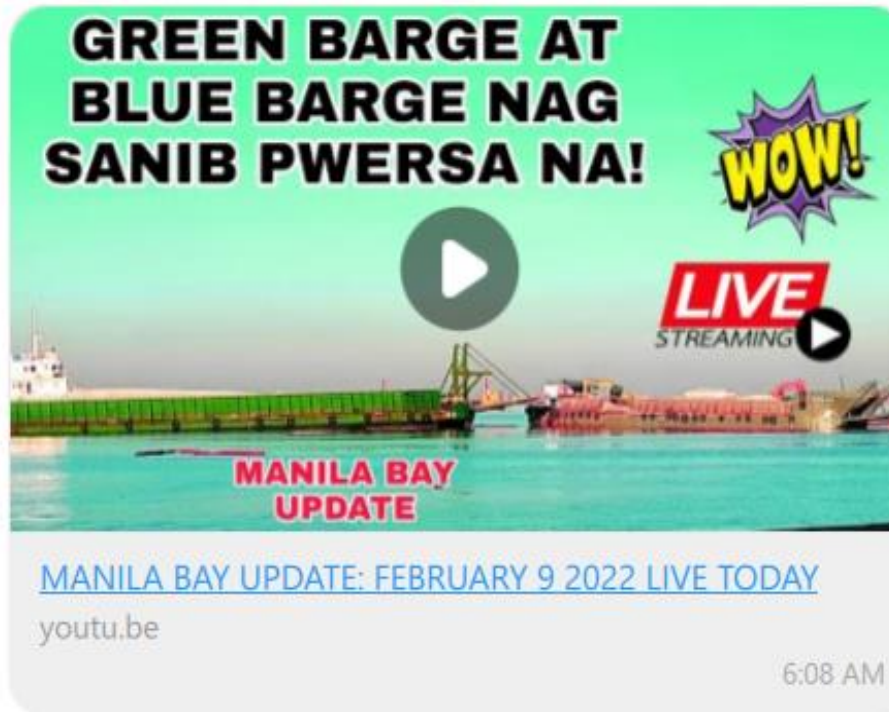 GREEN BARGE AT
BLUE BARGE NAG
SANIB PWERSA NA!
WOW!
LIVE
STREAMING
MANILA BAY
UPDATE
MANILA BAY UPDATE: FEBRUARY 9 2022 LIVE TODAY
youtu.be
6:08 AM